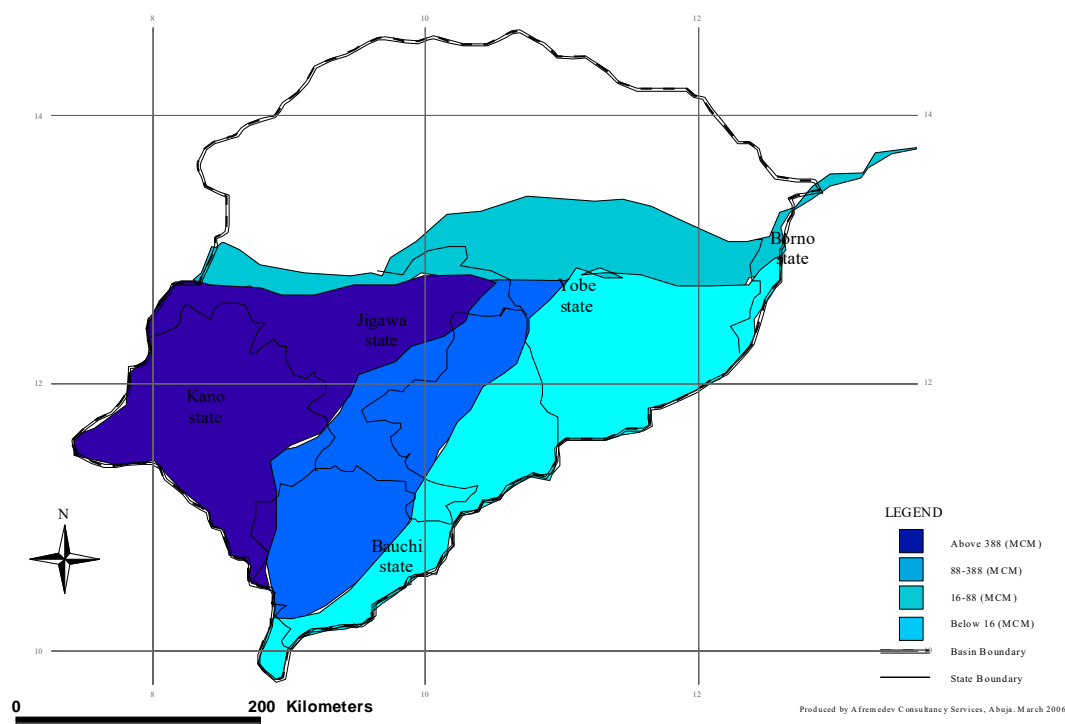 8
10
12
14
14
Borno
state
Yobe
state
Jigawa
state
12
12
Kano
state
N
LEGEND
Above 388 (MCM)
88-388 (MCM)
16-88 (MCM)
Below 16 (MCM)
Bauchi
state
10
10
Basin Boundary
State Boundary
8
10
12
0 200 Kilometers
Produced by Afremedev Consultancy Services, Abuja. March 2006